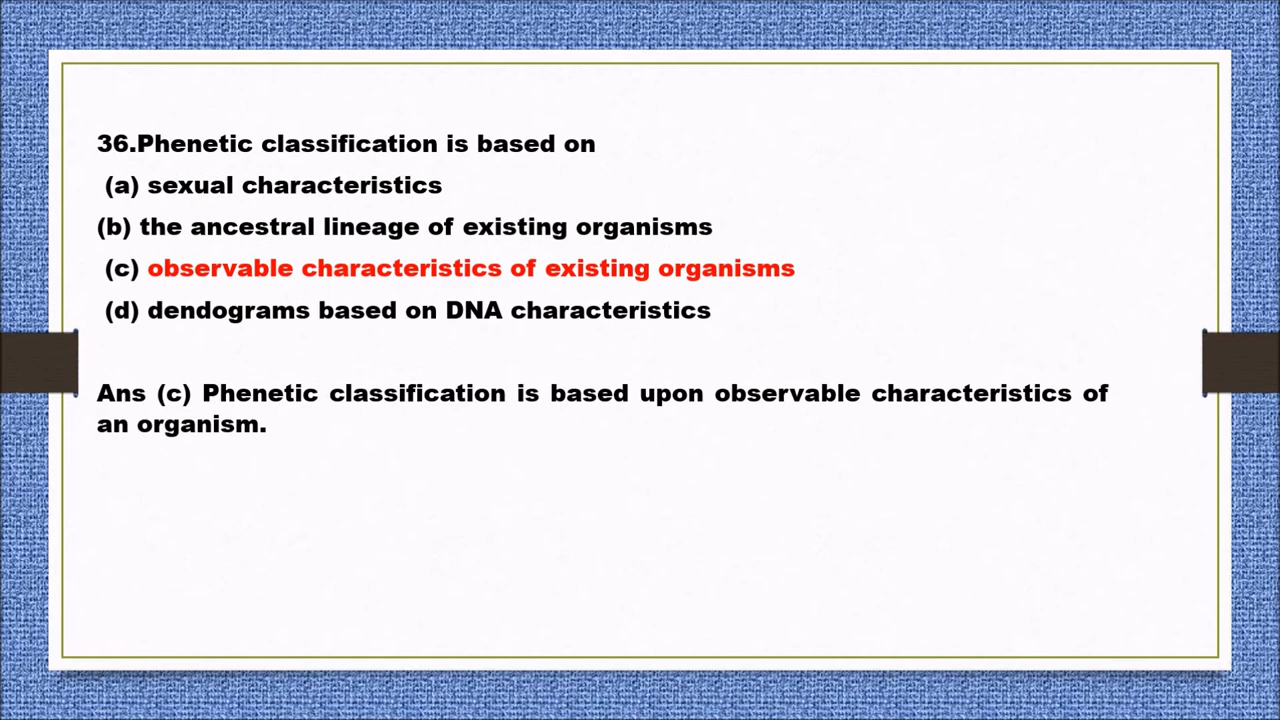 36.Phenetic classification is based on
(a) sexual characteristics
(b) the ancestral lineage of existing organisms
(c) observable characteristics of existing organisms
(d) dendograms based on DNA characteristics
Ans (c) Phenetic classification is based upon observable characteristics of
an organism.